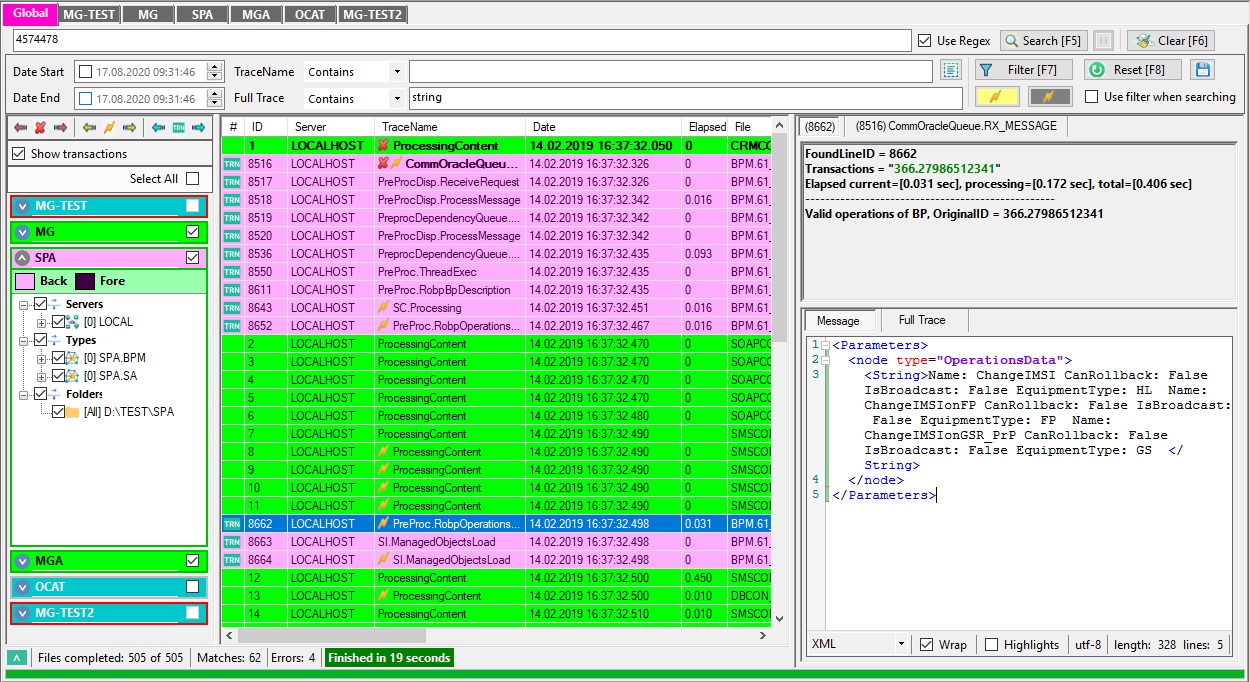 Global MG-TEST MG SPA MGA OCAT MG-TEST2
4574478
Use Regex Search [F5] Clear [F6]
Date Start 17.08.2020 09:31:46 TraceName Contains Filter [F7] Reset [F8]
Date End 17.08.2020 09:31:46 Full Trace Contains string Use filter when searching
TRN
Show transactions
Select All
MG-TEST
MG
SPA
Back Fore
Servers
[0] LOCAL
Types
[0] SPA.BPM
[0] SPA.SA
Folders
[All] D:\TEST\SPA
MGA
OCAT
MG-TEST2
# ID Server TraceName Date Elapsed File
1 LOCALHOST ProcessingContent 14.02.2019 16:37:32.050 0 CRMCO
TRN 8516 LOCALHOST CommOracleQueu... 14.02.2019 16:37:32.326 BPM.61_
TRN 8517 LOCALHOST PreProcDisp.ReceiveRequest 14.02.2019 16:37:32.326 BPM.61_
TRN 8518 LOCALHOST PreProcDisp.ProcessMessage 14.02.2019 16:37:32.342 0.016 BPM.61_
TRN 8519 LOCALHOST PreprocDependencyQueue.... 14.02.2019 16:37:32.342 BPM.61_
TRN 8520 LOCALHOST PreProcDisp.ProcessMessage 14.02.2019 16:37:32.342 BPM.61_
TRN 8536 LOCALHOST PreprocDependencyQueue.... 14.02.2019 16:37:32.435 0.093 BPM.61_
TRN 8550 LOCALHOST PreProc.ThreadExec 14.02.2019 16:37:32.435 BPM.61_
TRN 8611 LOCALHOST PreProc.RobpBpDescription 14.02.2019 16:37:32.435 BPM.61_
TRN 8643 LOCALHOST SC.Processing 14.02.2019 16:37:32.451 0.016 BPM.61_
TRN 8652 LOCALHOST PreProc.RobpOperations... 14.02.2019 16:37:32.467 0.016 BPM.61_
2 LOCALHOST ProcessingContent 14.02.2019 16:37:32.470 0 SOAPCO
3 LOCALHOST ProcessingContent 14.02.2019 16:37:32.470 0 SOAPCO
4 LOCALHOST ProcessingContent 14.02.2019 16:37:32.470 0 SOAPCO
5 LOCALHOST ProcessingContent 14.02.2019 16:37:32.470 0 SOAPCO
6 LOCALHOST ProcessingContent 14.02.2019 16:37:32.480 0 SOAPCO
7 LOCALHOST ProcessingContent 14.02.2019 16:37:32.490 SMSCOI
8 LOCALHOST ProcessingContent 14.02.2019 16:37:32.490 0 SMSCOI
9 LOCALHOST ProcessingContent 14.02.2019 16:37:32.490 0 SMSCOI
10 LOCALHOST ProcessingContent 14.02.2019 16:37:32.490 0 SMSCOI
11 LOCALHOST ProcessingContent 14.02.2019 16:37:32.490 0 SMSCOI
TRN 8662 LOCALHOST PreProc.RobpOperations... 14.02.2019 16:37:32.498 0.031 BPM.61_
TRN 8663 LOCALHOST SI.ManagedObjectsLoad 14.02.2019 16:37:32.498 0 BPM.61_
TRN 8664 LOCALHOST SI.ManagedObjectsLoad 14.02.2019 16:37:32.498 0 BPM.61_
12 LOCALHOST ProcessingContent 14.02.2019 16:37:32.500 0.450 SMSCOI
13 LOCALHOST ProcessingContent 14.02.2019 16:37:32.500 0.010 DBCON_
14 LOCALHOST ProcessingContent 14.02.2019 16:37:32.510 0.010 SMSCOI
(8662) (8516) CommOracleQueue.RX_MESSAGE
FoundLineID = 8662
Transactions = "366.27986512341"
Elapsed current=[0.031 sec], processing=[0.172 sec], total=[0.406 sec]
--------------------------------------------------
Valid operations of BP, OriginalID = 366.27986512341
Message Full Trace
1 <Parameters>
2 <node type="OperationsData">
3 <String>Name: ChangeIMSI CanRollback: False
IsBroadcast: False EquipmentType: HL Name:
ChangeIMSIonFP CanRollback: False IsBroadcast:
False EquipmentType: FP Name:
ChangeIMSIonGSR_PrP CanRollback: False
IsBroadcast: False EquipmentType: GS </
String>
4 </node>
5 </Parameters>
XML Wrap Highlights utf-8 length: 328 lines: 5
Files completed: 505 of 505 Matches: 62 Errors: 4 Finished in 19 seconds